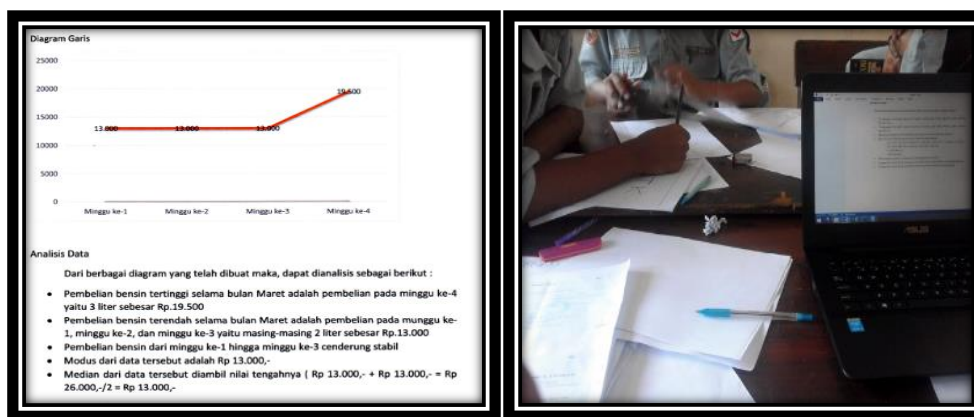 Diagram Garis
25000
20000
15000
10000
5000
0
13.000
13.000
13.000
19.500
Minggu ke-1
Minggu ke-2
Minggu ke-3
Minggu ke-4
Analisis Data
Dari berbagai diagram yang telah dibuat maka, dapat dianalisis sebagai berikut :
• Pembelian bensin tertinggi selama bulan Maret adalah pembelian pada minggu ke-4
yaitu 3 liter sebesar Rp.19.500
• Pembelian bensin terendah selama bulan Maret adalah pembelian pada munggu ke-
1, minggu ke-2, dan minggu ke-3 yaitu masing-masing 2 liter sebesar Rp.13.000
• Pembelian bensin dari minggu ke-1 hingga minggu ke-3 cenderung stabil
• Modus dari data tersebut adalah Rp 13.000,-
• Median dari data tersebut diambil nilai tengahnya ( Rp 13.000,- + Rp 13.000,- = Rp
26.000,-/2 = Rp 13.000,-
ASUS